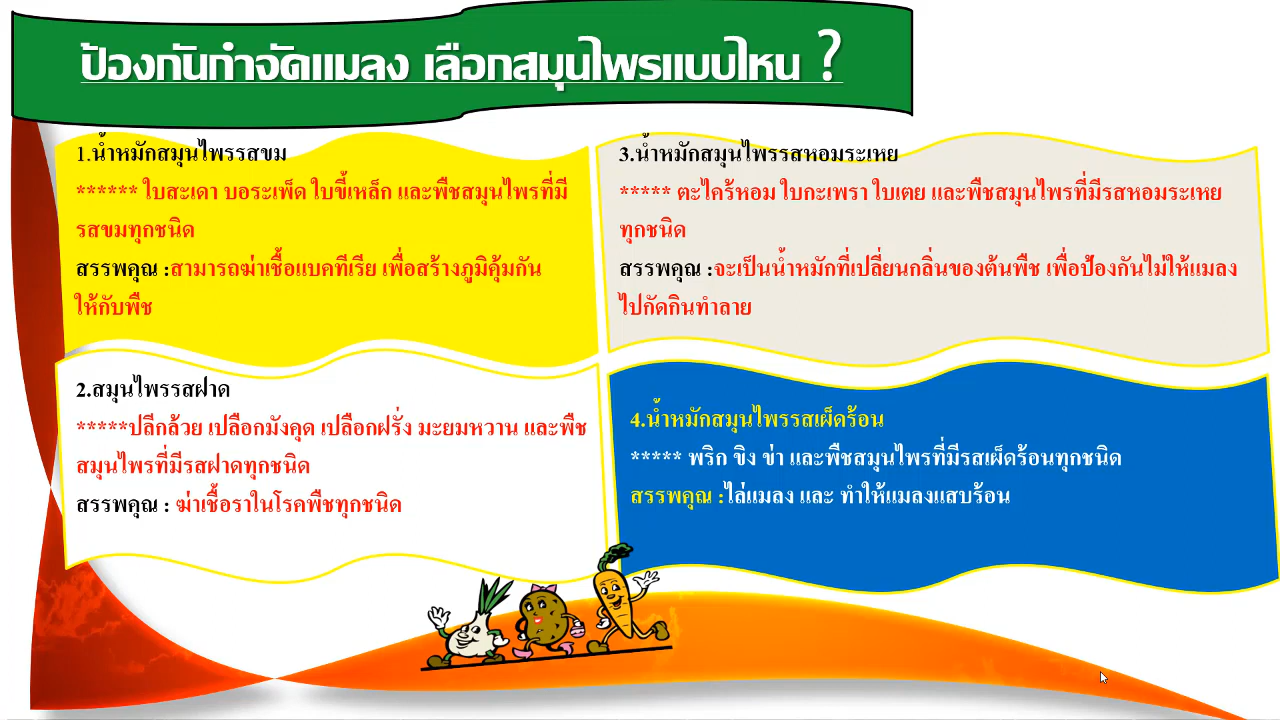 ป้องกันกำจัดแมลง เลือกสมุนไพรแบบไหน ?
1.น้ำหมักสมุนไพรรสขม
****** ใบสะเดา บอระเพ็ด ใบขี้เหล็ก และพืชสมุนไพรที่มี
รสขมทุกชนิด
สรรพคุณ :สามารถฆ่าเชื้อแบคทีเรีย เพื่อสร้างภูมิคุ้มกัน
ให้กับพืช
2.สมุนไพรรสฝาด
*****ปลีกล้วย เปลือกมังคุด เปลือกฝรั่ง มะยมหวาน และพืช
สมุนไพรที่มีรสฝาดทุกชนิด
สรรพคุณ : ฆ่าเชื้อราในโรคพืชทุกชนิด
3.น้ำหมักสมุนไพรรสหอมระเหย
***** ตะไคร้หอม ใบกะเพรา ใบเตย และพืชสมุนไพรที่มีรสหอมระเหย
ทุกชนิด
สรรพคุณ :จะเป็นน้ำหมักที่เปลี่ยนกลิ่นของต้นพืช เพื่อป้องกันไม่ให้แมลง
ไปกัดกินทำลาย
4.น้ำหมักสมุนไพรรสเผ็ดร้อน
***** พริก ขิง ข่า และพืชสมุนไพรที่มีรสเผ็ดร้อนทุกชนิด
สรรพคุณ :ไล่แมลง และ ทำให้แมลงแสบร้อน